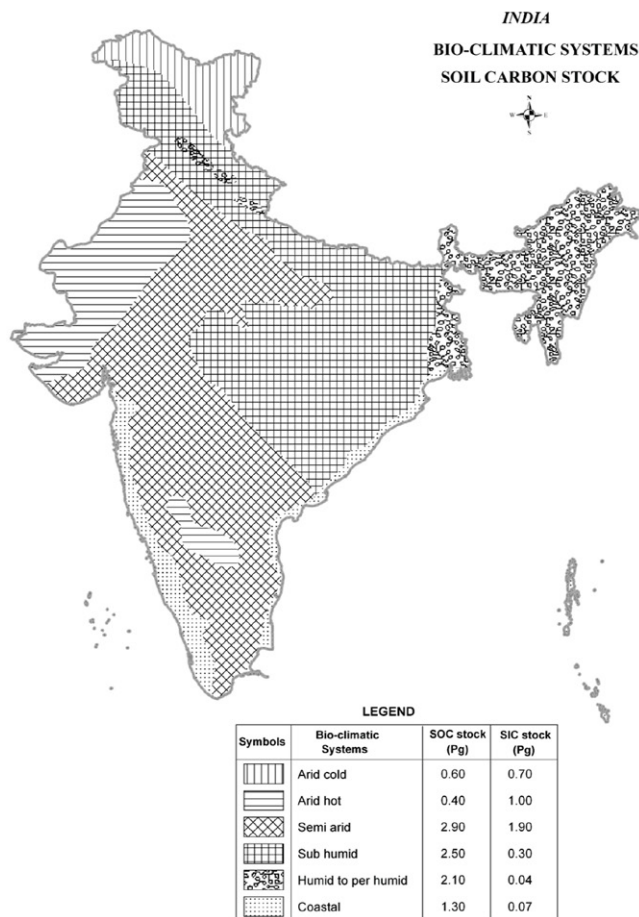 INDIA
BIO-CLIMATIC SYSTEMS
SOIL CARBON STOCK
N
W E
S
LEGEND
Symbols Bio-climatic Systems SOC stock (Pg) SIC stock (Pg)
Arid cold 0.60 0.70
Arid hot 0.40 1.00
Semi arid 2.90 1.90
Sub humid 2.50 0.30
Humid to per humid 2.10 0.04
Coastal 1.30 0.07